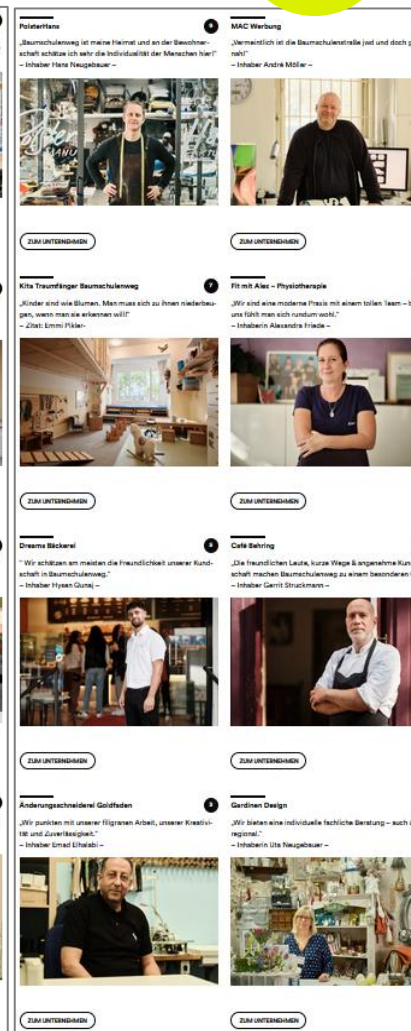 PolsterHans
9
„Baumschulenweg ist meine Heimat und an der Bewohner-
schaft schätze ich sehr die Individualität der Menschen hier!"
– Inhaber Hans Neugebauer –
ZUM UNTERNEHMEN
MAC Werbung
„Vermeintlich ist die Baumschulenstraße jwd und doch
nah!"
– Inhaber André Möller –
ZUM UNTERNEHMEN
Kita Traumfänger Baumschulenweg
7
„Kinder sind wie Blumen. Man muss sich zu ihnen niederbeu-
gen, wenn man sie erkennen will!"
– Zitat: Emmi Pikler-
ZUM UNTERNEHMEN
Fit mit Alex – Physiotherapie
„Wir sind eine moderne Praxis mit einem tollen Team –
uns fühlt man sich rundum wohl."
– Inhaberin Alexandra Friede –
ZUM UNTERNEHMEN
Dreams Bäckerei
5
" Wir schätzen am meisten die Freundlichkeit unserer Kund-
schaft in Baumschulenweg."
– Inhaber Hysen Qunaj –
ZUM UNTERNEHMEN
Café Behring
„Die freundlichen Leute, kurze Wege & angenehme Kun
schaft machen Baumschulenweg zu einem besonderen
– Inhaber Gerrit Struckmann –
ZUM UNTERNEHMEN
Änderungsschneiderei Goldfaden
3
„Wir punkten mit unserer filigranen Arbeit, unserer Kreativi-
tät und Zuverlässigkeit."
– Inhaber Emad Elhalabi –
ZUM UNTERNEHMEN
Gardinen Design
„Wir bieten eine individuelle fachliche Beratung – auch
regional."
– Inhaberin Uta Neugebauer –
ZUM UNTERNEHMEN